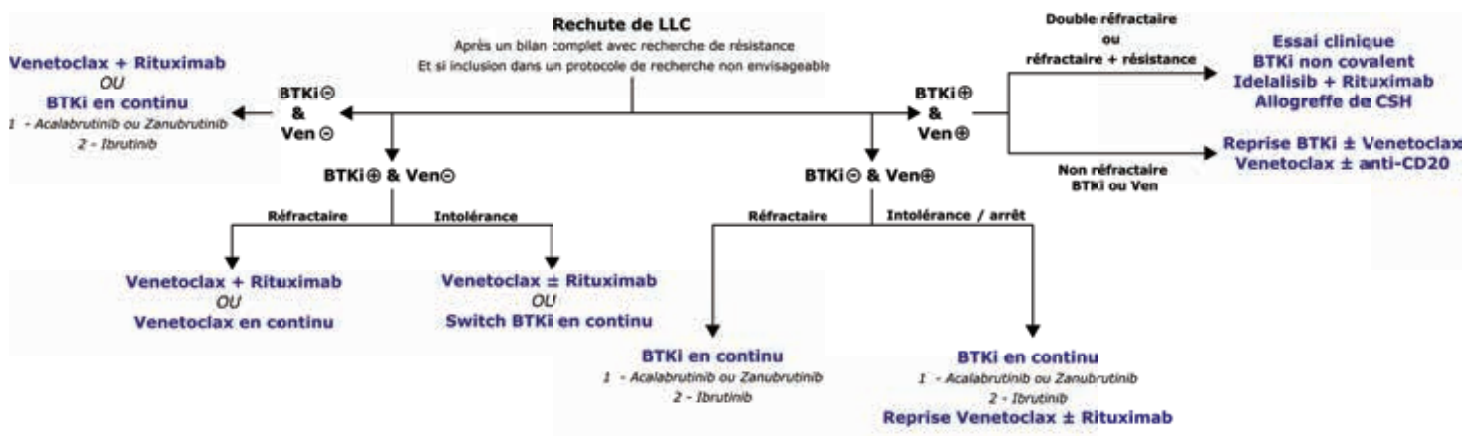 Rechute de LLC
Après un bilan complet avec recherche de résistance
Et si inclusion dans un protocole de recherche non envisageable
Venetoclax + Rituximab
OU
BTKi en continu
1 - Acalabrutinib ou Zanubrutinib
2 - Ibrutinib
BTKi⊖
&
Ven⊖
BTKi⊕
&
Ven⊕
Double réfractaire
ou
réfractaire + résistance
Essai clinique
BTKi non covalent
Idelalisib + Rituximab
Allogreffe de CSH
Non réfractaire
BTKi ou Ven
Reprise BTKi ± Venetoclax
Venetoclax ± anti-CD20
BTKi⊕ & Ven⊖
Réfractaire
Intolérance
Venetoclax + Rituximab
OU
Venetoclax en continu
Venetoclax ± Rituximab
OU
Switch BTKi en continu
BTKi⊖ & Ven⊕
Réfractaire
Intolérance / arrêt
BTKi en continu
1 - Acalabrutinib ou Zanubrutinib
2 - Ibrutinib
BTKi en continu
1 - Acalabrutinib ou Zanubrutinib
2 - Ibrutinib
Reprise Venetoclax ± Rituximab